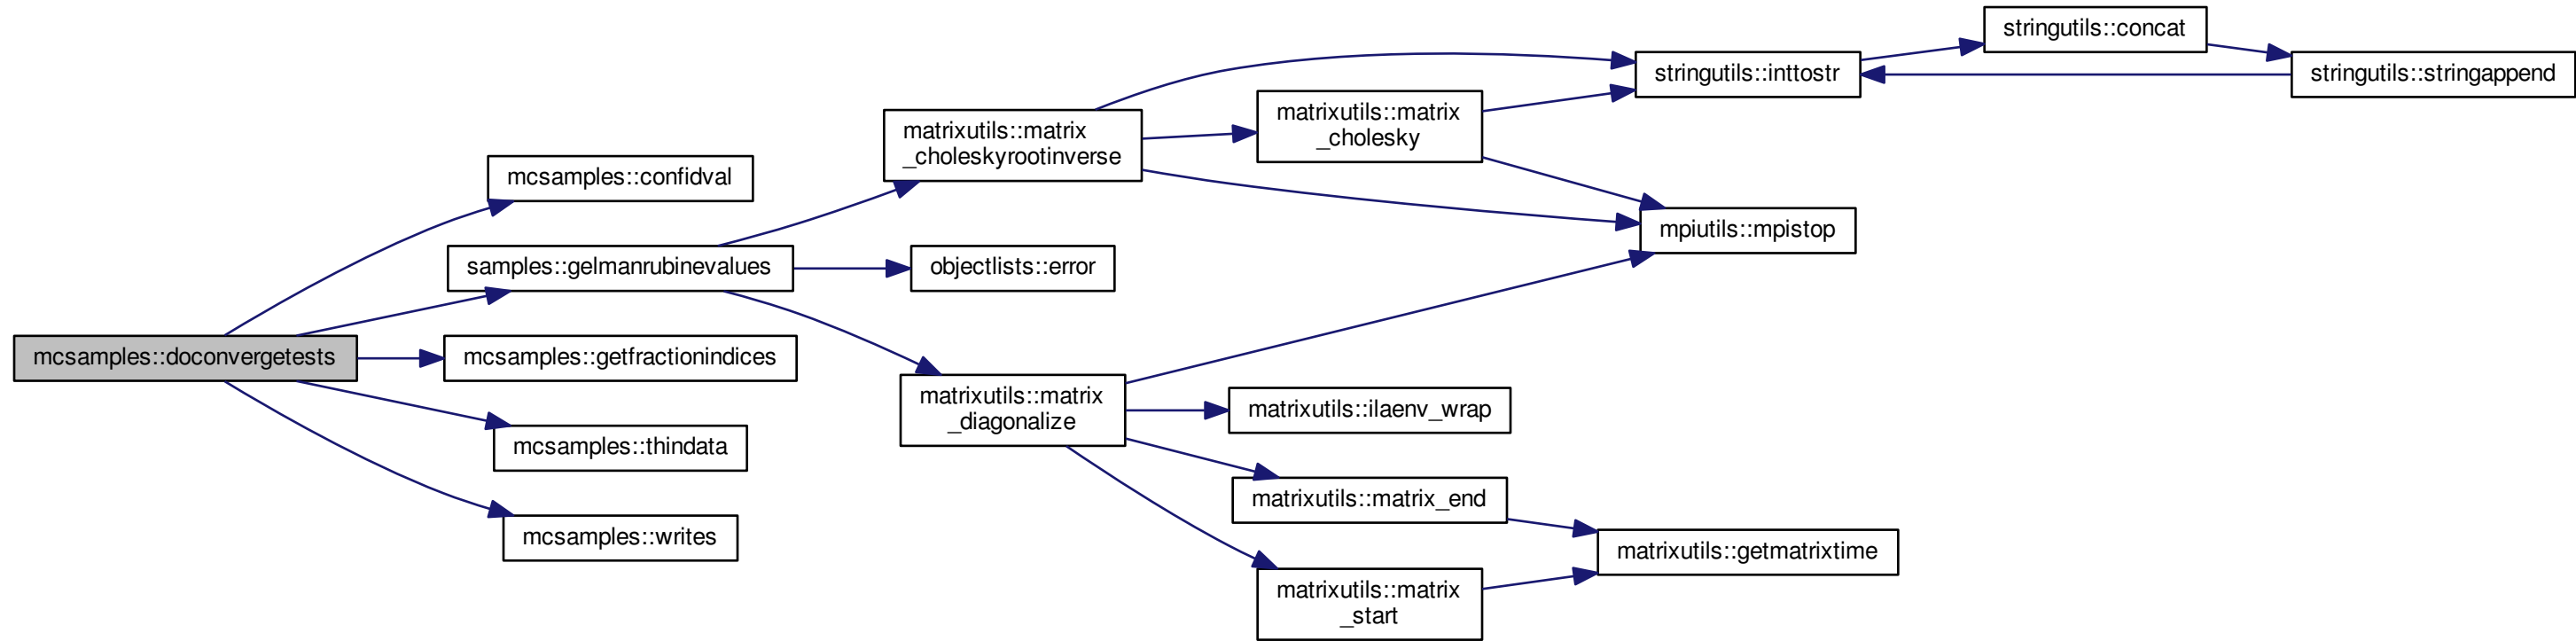 mcsamples::doconvergetests
mcsamples::confidval
samples::gelmanrubinevalues
mcsamples::getfractionindices
mcsamples::thindata
mcsamples::writes
matrixutils::matrix
_choleskyrootinverse
objectlists::error
matrixutils::matrix
_diagonalize
matrixutils::matrix
_cholesky
matrixutils::ilaenv_wrap
matrixutils::matrix_end
matrixutils::matrix
_start
stringutils::inttostr
mpiutils::mpistop
matrixutils::getmatrixtime
stringutils::concat
stringutils::stringappend